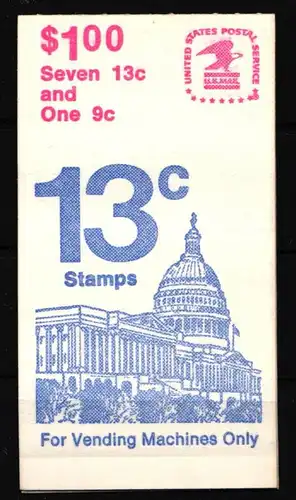 $1.00
Seven 13c
and
One 9c
UNITED STATES POSTAL SERVICE
U.S.MAIL
13c
Stamps
For Vending Machines Only